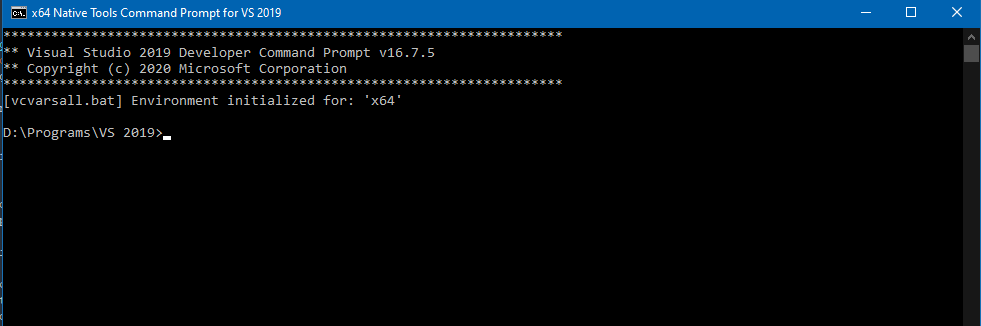 x64 Native Tools Command Prompt for VS 2019
**********************************************************************
** Visual Studio 2019 Developer Command Prompt v16.7.5
** Copyright (c) 2020 Microsoft Corporation
**********************************************************************
[vcvarsall.bat] Environment initialized for: 'x64'
D:\Programs\VS 2019>